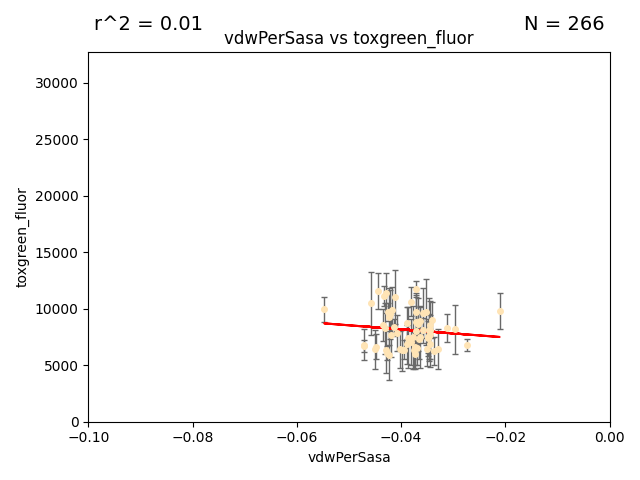 r^2 = 0.01
N = 266
vdwPerSasa vs toxgreen_fluor
30000
25000
20000
15000
10000
5000
0
toxgreen_fluor
−0.10
−0.08
−0.06
−0.04
−0.02
0.00
vdwPerSasa